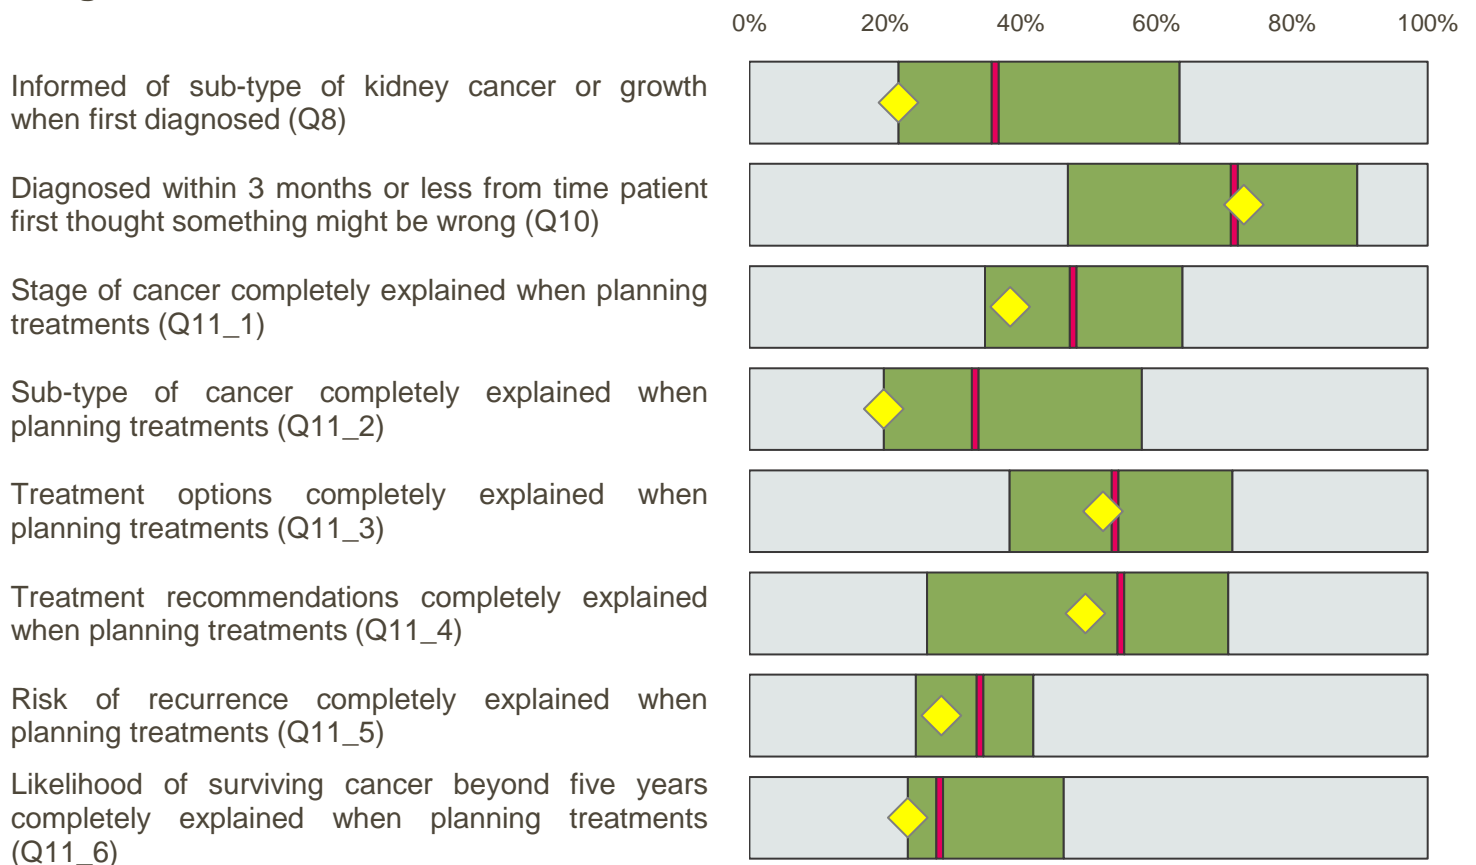 0% 20% 40% 60% 80% 100%
Informed of sub-type of kidney cancer or growth
when first diagnosed (Q8)
Diagnosed within 3 months or less from time patient
first thought something might be wrong (Q10)
Stage of cancer completely explained when planning
treatments (Q11_1)
Sub-type of cancer completely explained when
planning treatments (Q11_2)
Treatment options completely explained when
planning treatments (Q11_3)
Treatment recommendations completely explained
when planning treatments (Q11_4)
Risk of recurrence completely explained when
planning treatments (Q11_5)
Likelihood of surviving cancer beyond five years
completely explained when planning treatments
(Q11_6)